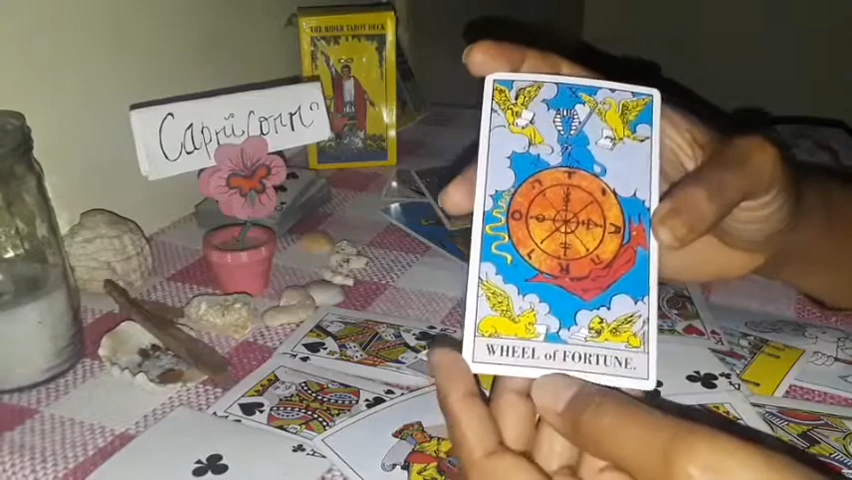 THE RIDER TAROT DECK
Capricorn
X
WHEEL of FORTUNE.